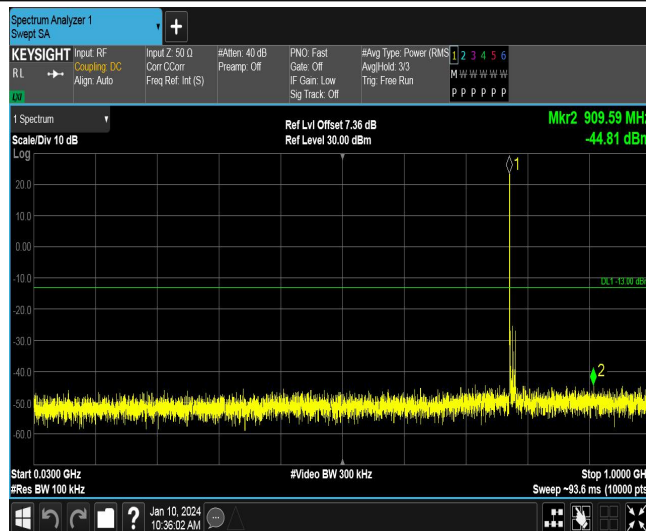 Spectrum Analyzer 1
Swept SA
+
KEYSIGHT Input: RF Input Z: 50 Ω #Atten: 40 dB PNO: Fast #Avg Type: Power (RMS 1 2 3 4 5 6
RL Coupling: DC Corr CCorr Preamp: Off Gate: Off Avg|Hold: 3/3 M W W W W W
Align: Auto Freq Ref: Int (S) IF Gain: Low Trig: Free Run
Sig Track: Off P P P P P P
LXI
1 Spectrum
Ref Lvl Offset 7.36 dB Mkr2 909.59 MHz
Scale/Div 10 dB Ref Level 30.00 dBm -44.81 dBm
Log
1
20.0
10.0
0.00
-10.0
DL1 -13.00 dB
-20.0
-30.0
2
-40.0
-50.0
-60.0
Start 0.0300 GHz #Video BW 300 kHz Stop 1.0000 GH
#Res BW 100 kHz Sweep ~93.6 ms (10000 pts
? Jan 10, 2024
10:36:02 AM